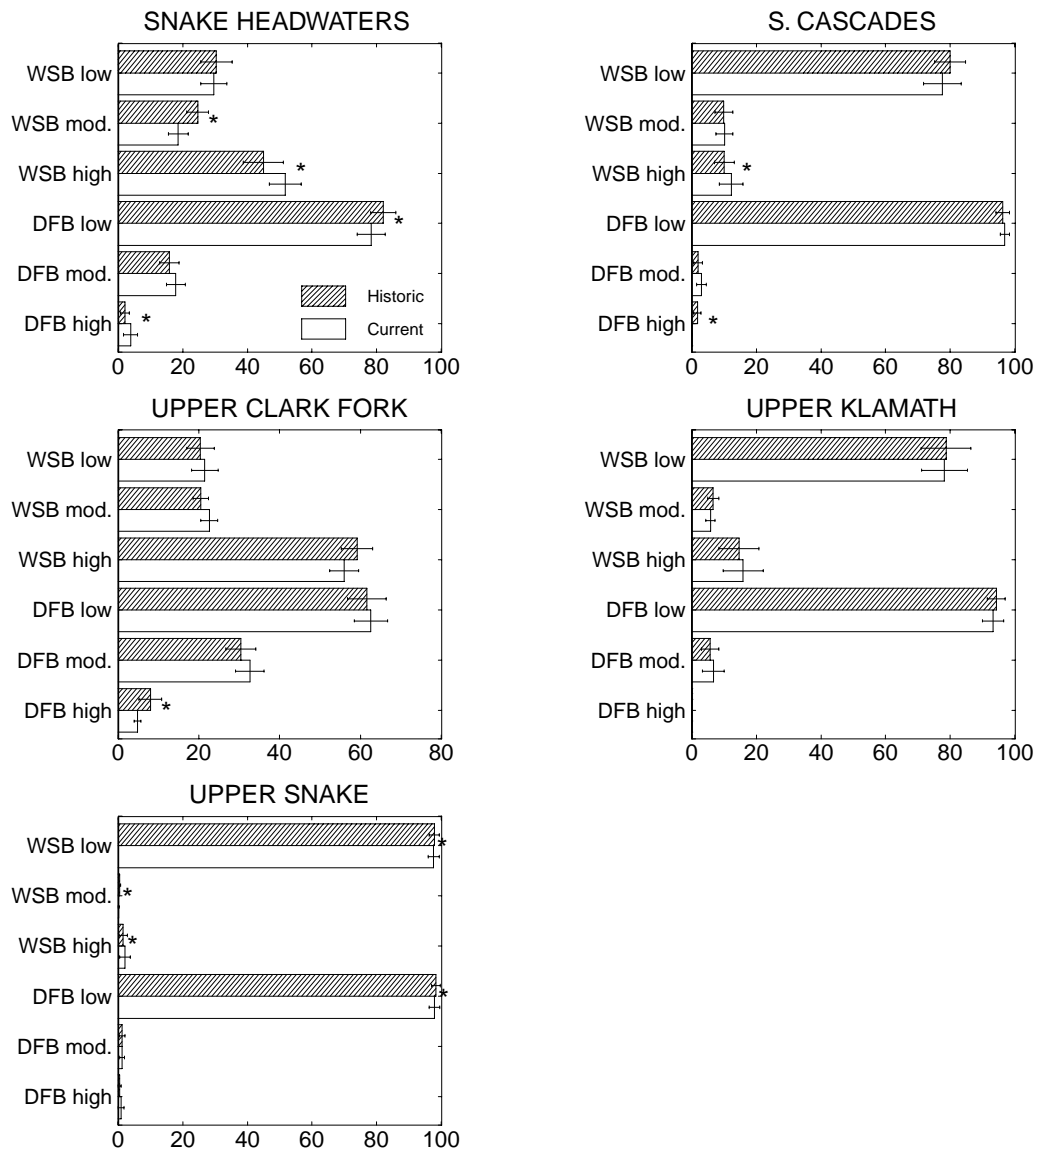 SNAKE HEADWATERS
WSB low
WSB mod.
*
WSB high
*
DFB low
*
DFB mod.
DFB high
*
Historic
Current
0 20 40 60 80 100
S. CASCADES
WSB low
WSB mod.
WSB high
*
DFB low
DFB mod.
DFB high
*
0 20 40 60 80 100
UPPER CLARK FORK
WSB low
WSB mod.
WSB high
DFB low
DFB mod.
DFB high
*
0 20 40 60 80
UPPER KLAMATH
WSB low
WSB mod.
WSB high
DFB low
DFB mod.
DFB high
0 20 40 60 80 100
UPPER SNAKE
WSB low
*
WSB mod.
*
WSB high
*
DFB low
*
DFB mod.
DFB high
0 20 40 60 80 100